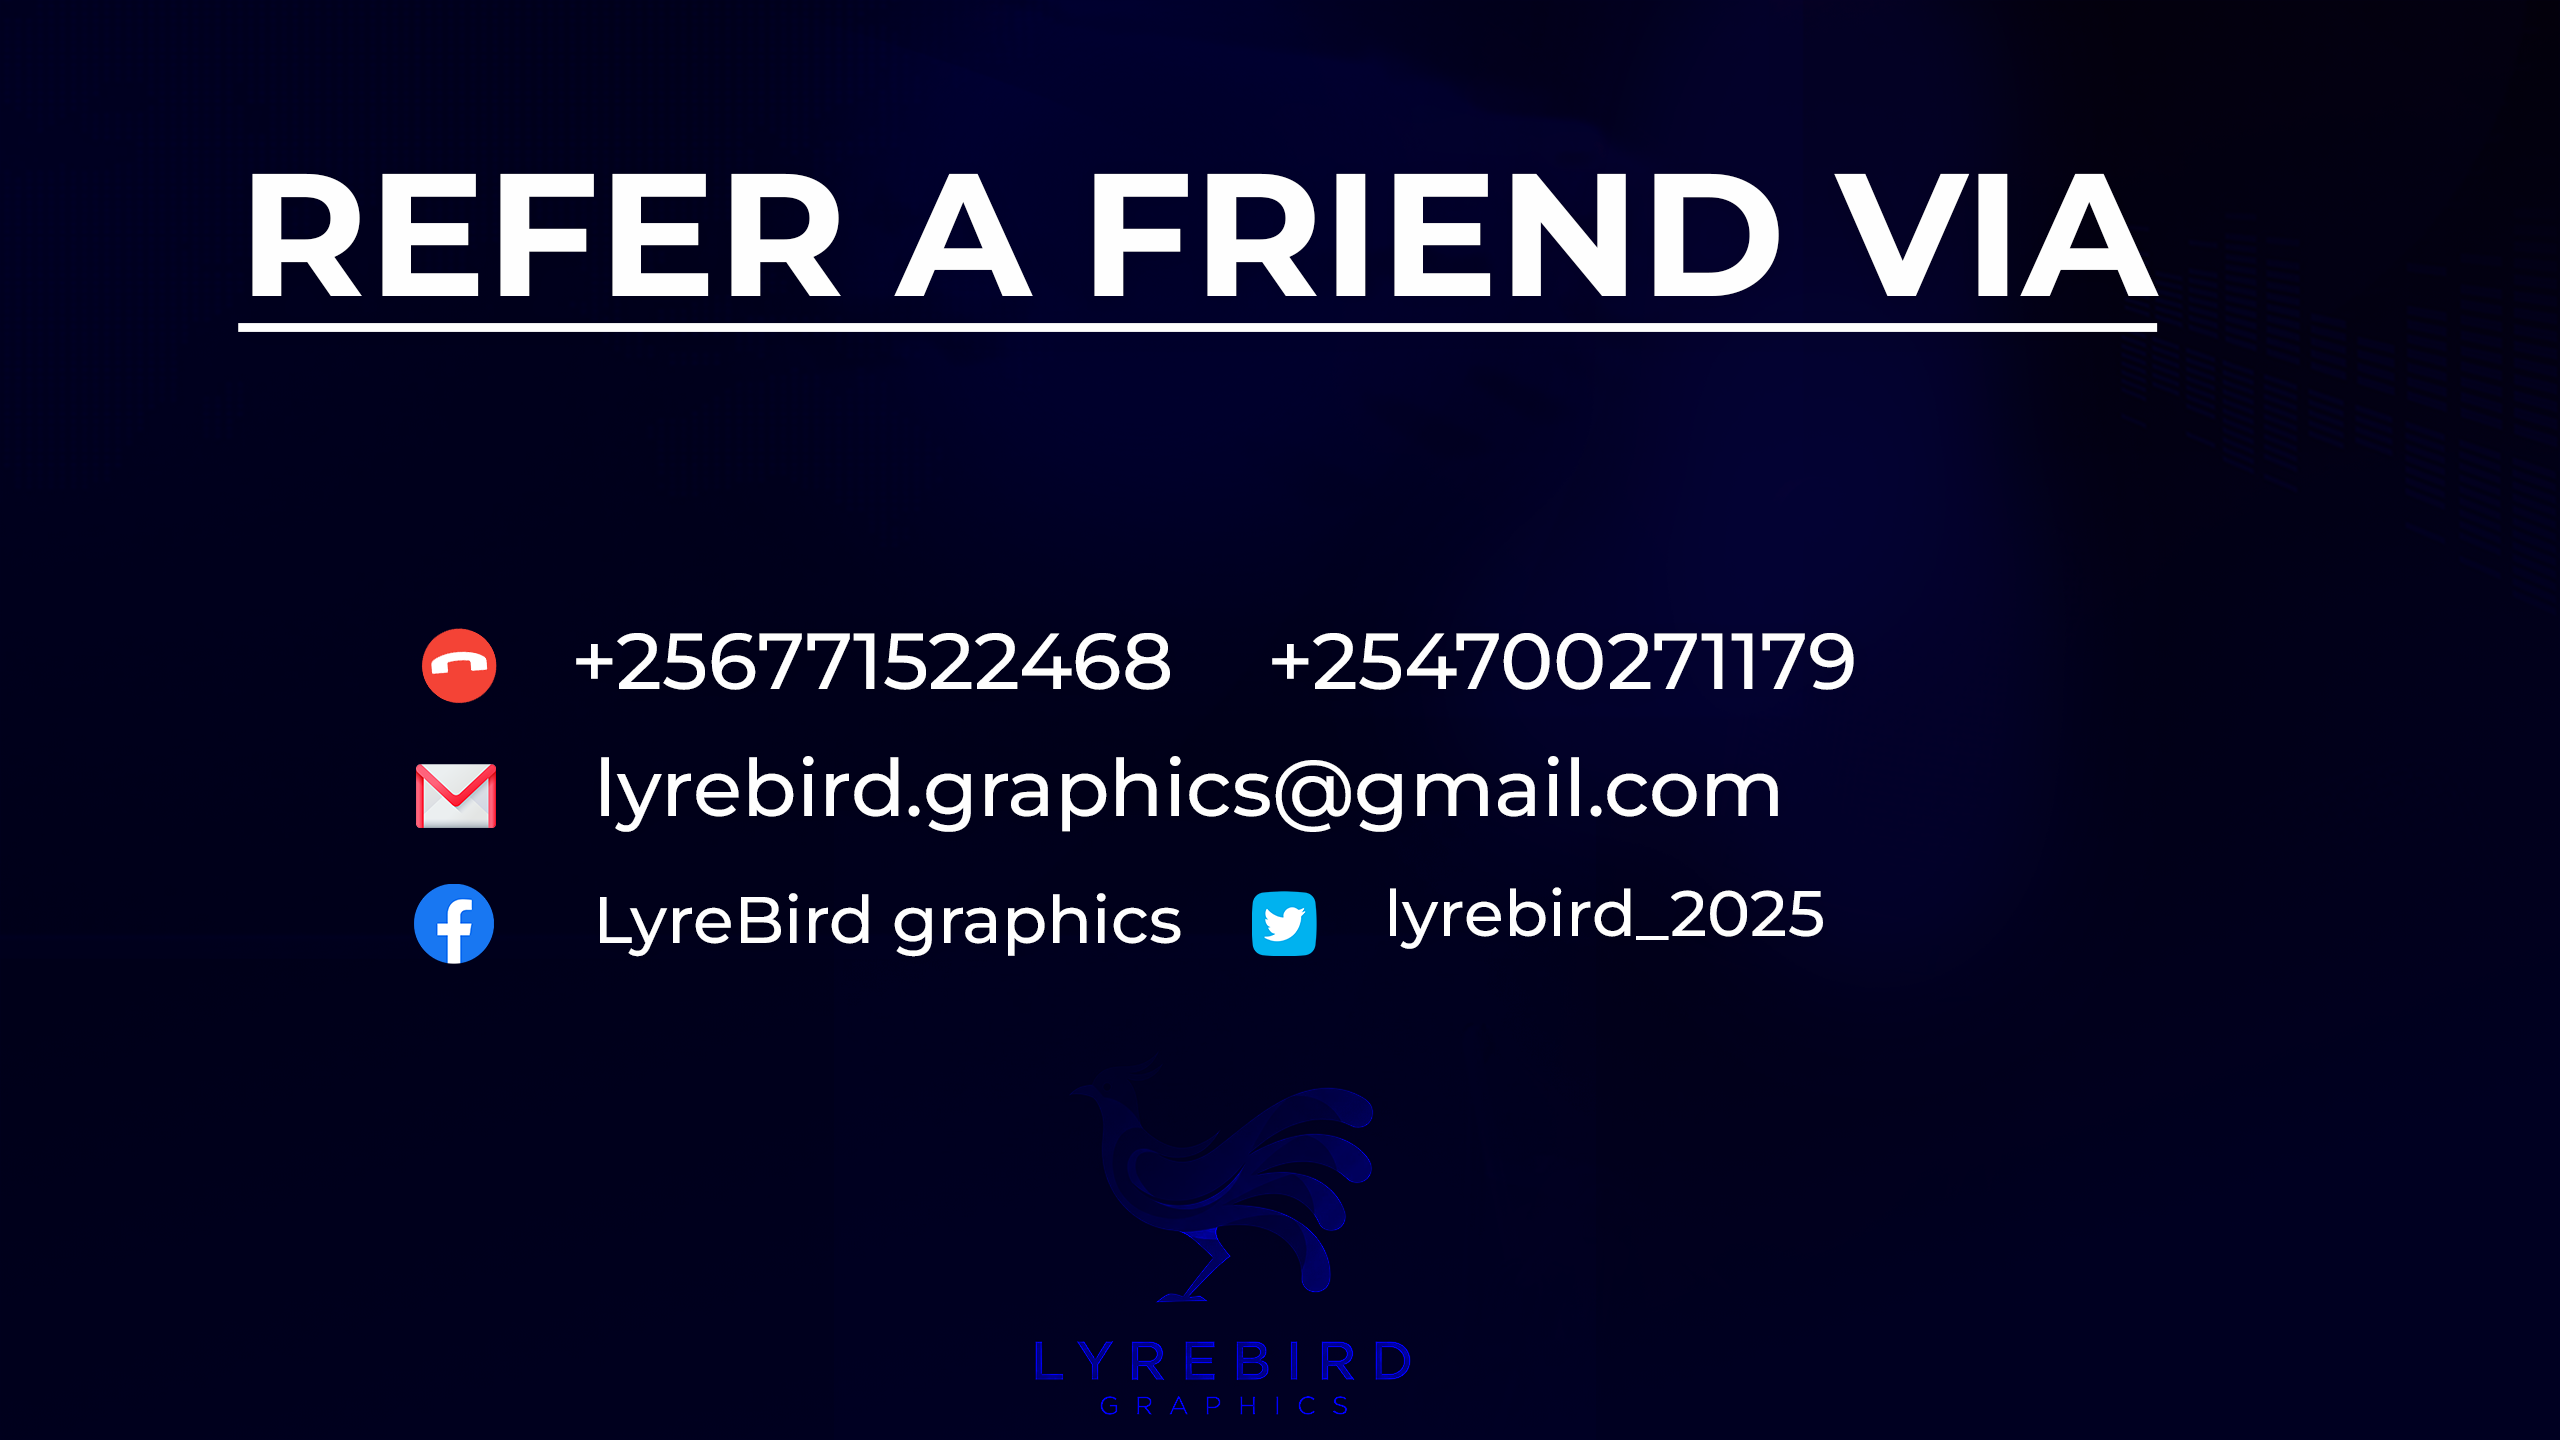 REFER A FRIEND VIA
+256771522468 +254700271179
lyrebird.graphics@gmail.com
LyreBird graphics lyrebird_2025
LYREBIRD
GRAPHICS